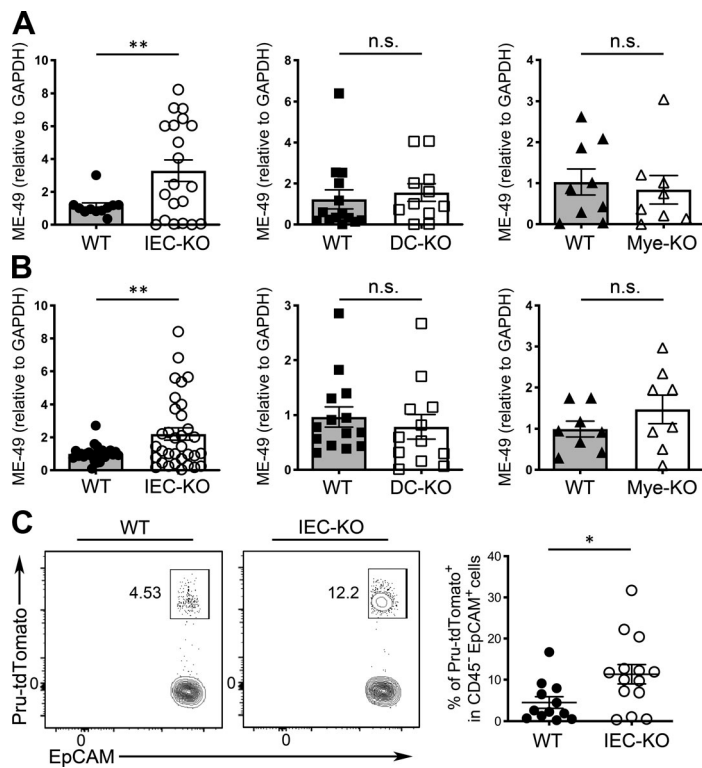 A
ME-49 (relative to GAPDH)
10
8
6
4
2
0
**
WT
IEC-KO
ME-49 (relative to GAPDH)
8
6
4
2
0
n.s.
WT
DC-KO
ME-49 (relative to GAPDH)
4
3
2
1
0
n.s.
WT
Mye-KO
B
ME-49 (relative to GAPDH)
10
8
6
4
2
0
**
WT
IEC-KO
ME-49 (relative to GAPDH)
3
2
1
0
n.s.
WT
DC-KO
ME-49 (relative to GAPDH)
4
3
2
1
0
n.s.
WT
Mye-KO
C
WT
IEC-KO
Pru-tdTomato
4.53
12.2
0
0
0
0
EpCAM
% of Pru-tdTomato⁺
in CD45⁻ EpCAM⁺ cells
40
30
20
10
0
*
WT
IEC-KO